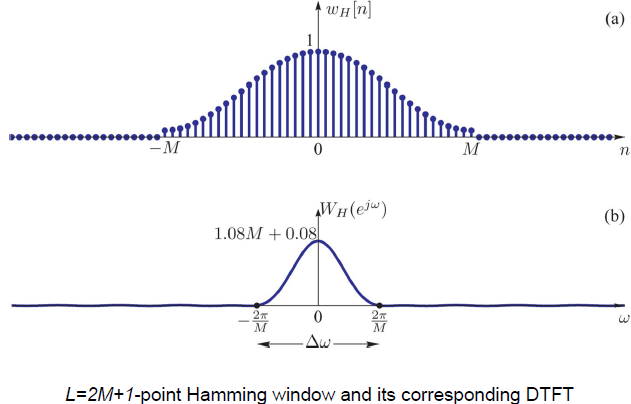 w_H[n]
(a)
1
−M
0
M
n
W_H(e^{jω})
(b)
1.08M + 0.08
−2π/M
0
2π/M
ω
Δω
L=2M+1-point Hamming window and its corresponding DTFT